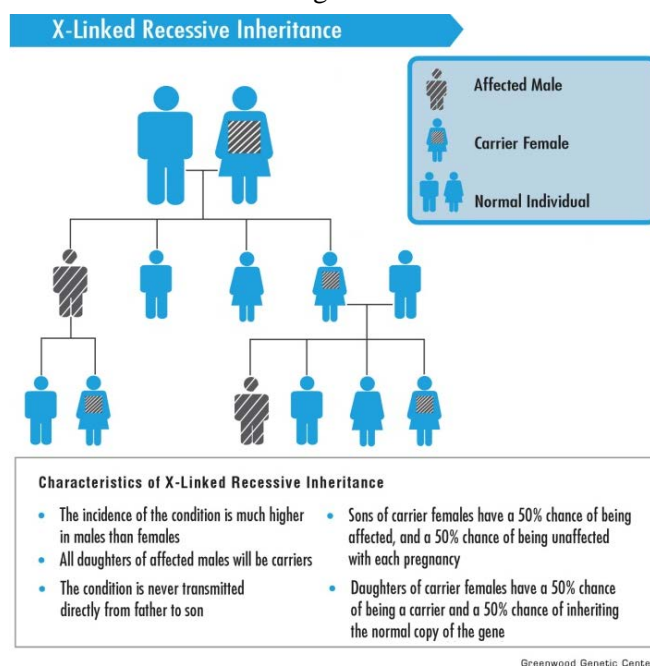 X-Linked Recessive Inheritance
Affected Male
Carrier Female
Normal Individual
Characteristics of X-Linked Recessive Inheritance
• The incidence of the condition is much higher
in males than females
• All daughters of affected males will be carriers
• The condition is never transmitted
directly from father to son
• Sons of carrier females have a 50% chance of being
affected, and a 50% chance of being unaffected
with each pregnancy
• Daughters of carrier females have a 50% chance
of being a carrier and a 50% chance of inheriting
the normal copy of the gene
Greenwood Genetic Cente